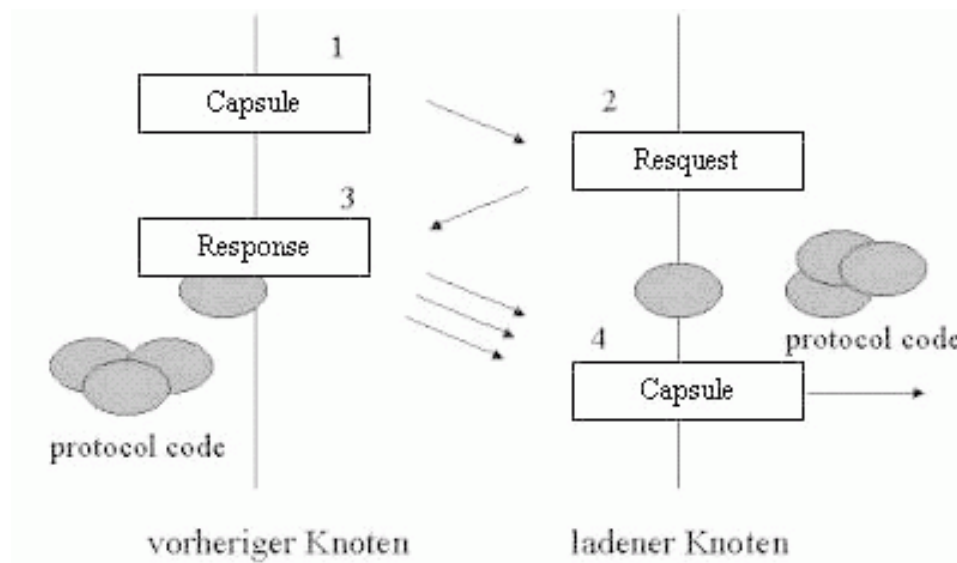 1
Capsule
2
Resquest
3
Response
4
protocol code
Capsule
protocol code
vorheriger Knoten
ladener Knoten